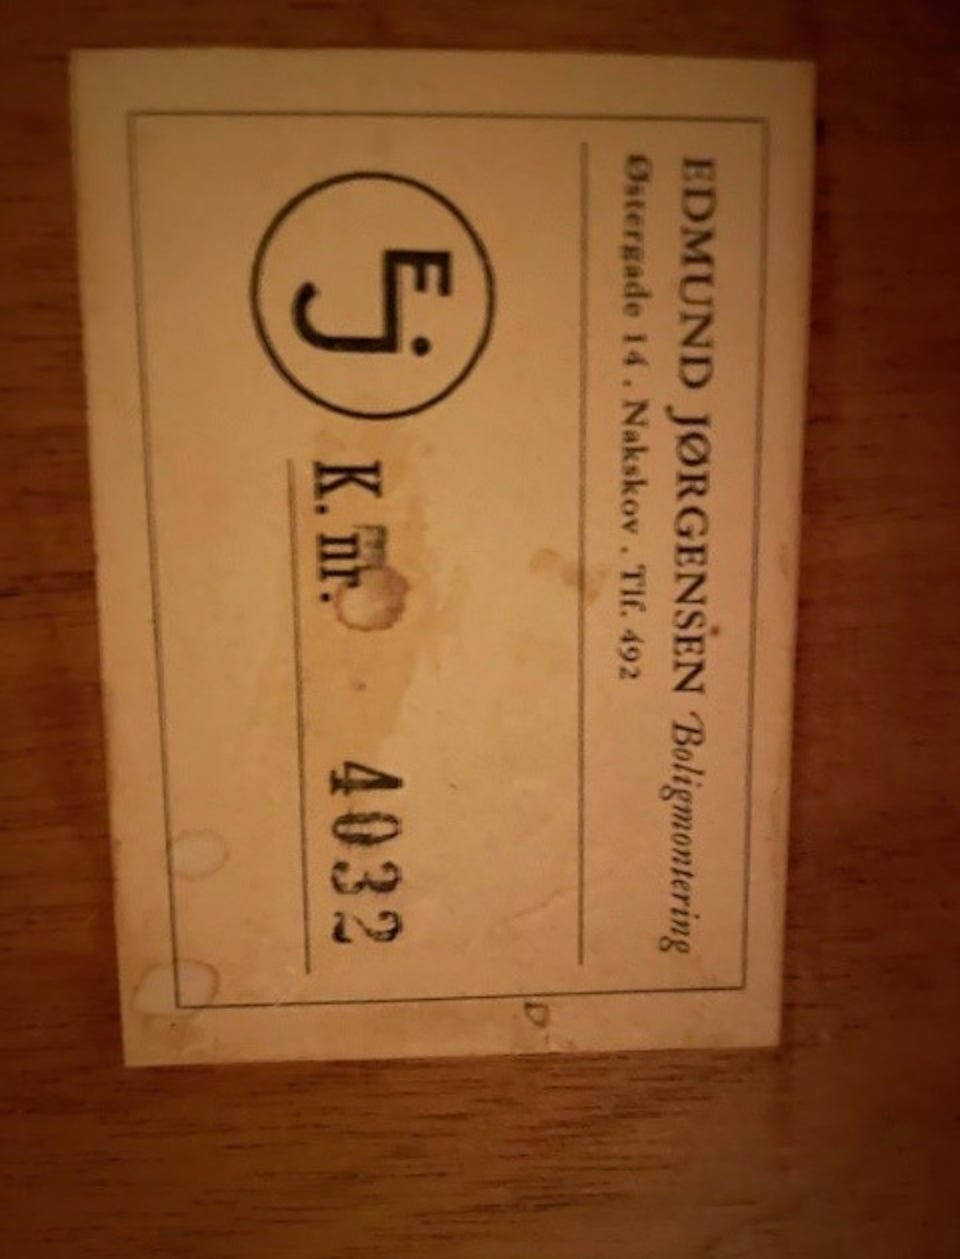 EDMUND JØRGENSEN Boligmontering
Østergade 14 . Nakskov . Tlf. 492
Ej
K. nr. 4032